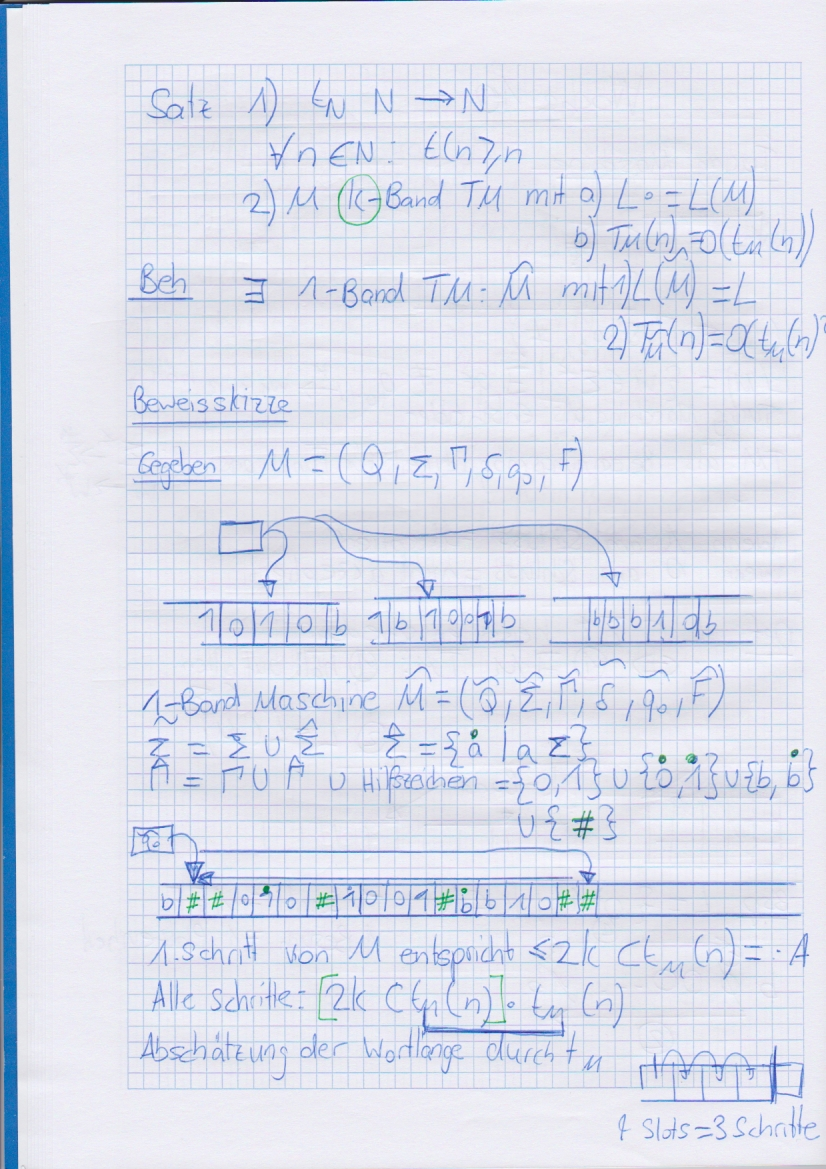 Satz 1) t_N N → N
∀n ∈ N: t(n ≥ n
2) M k-Band TM mit a) L = L(M)
b) T_M(n) = O(t_M(n))
Beh ∃ 1-Band TM: M̃ mit 1) L(M̃) = L
2) T_M̃(n) = O(t_M(n)²
Beweisskizze
Gegeben M = (Q, Σ, Γ, δ, q₀, F)
1|0|1|0|b 1|b|1|0|0|1|b b|b|b|1|0|b
1-Band Maschine M̃ = (Q̃, Σ̃, Γ̃, δ̃, q̃₀, F̃)
Σ̃ = Σ ∪ Σ̂ Σ̂ = {ȧ | a Σ}
Γ̂ = Γ ∪ Γ̂ ∪ Hilfszeichen = {0,1} ∪ {0̇,1̇} ∪ {b, ḃ}
∪ { # }
q̃₀
b|#|#|0|1̇|0|#|1̇|0|0|1|#|ḃ|b|1|0|#|#
1. Schritt von M entspricht ≤ 2k C t_M(n) = · A
Alle Schritte: [2k C t_M(n)] · t_M (n)
Abschätzung der Wortlänge durch t_M
4 Slots = 3 Schritte